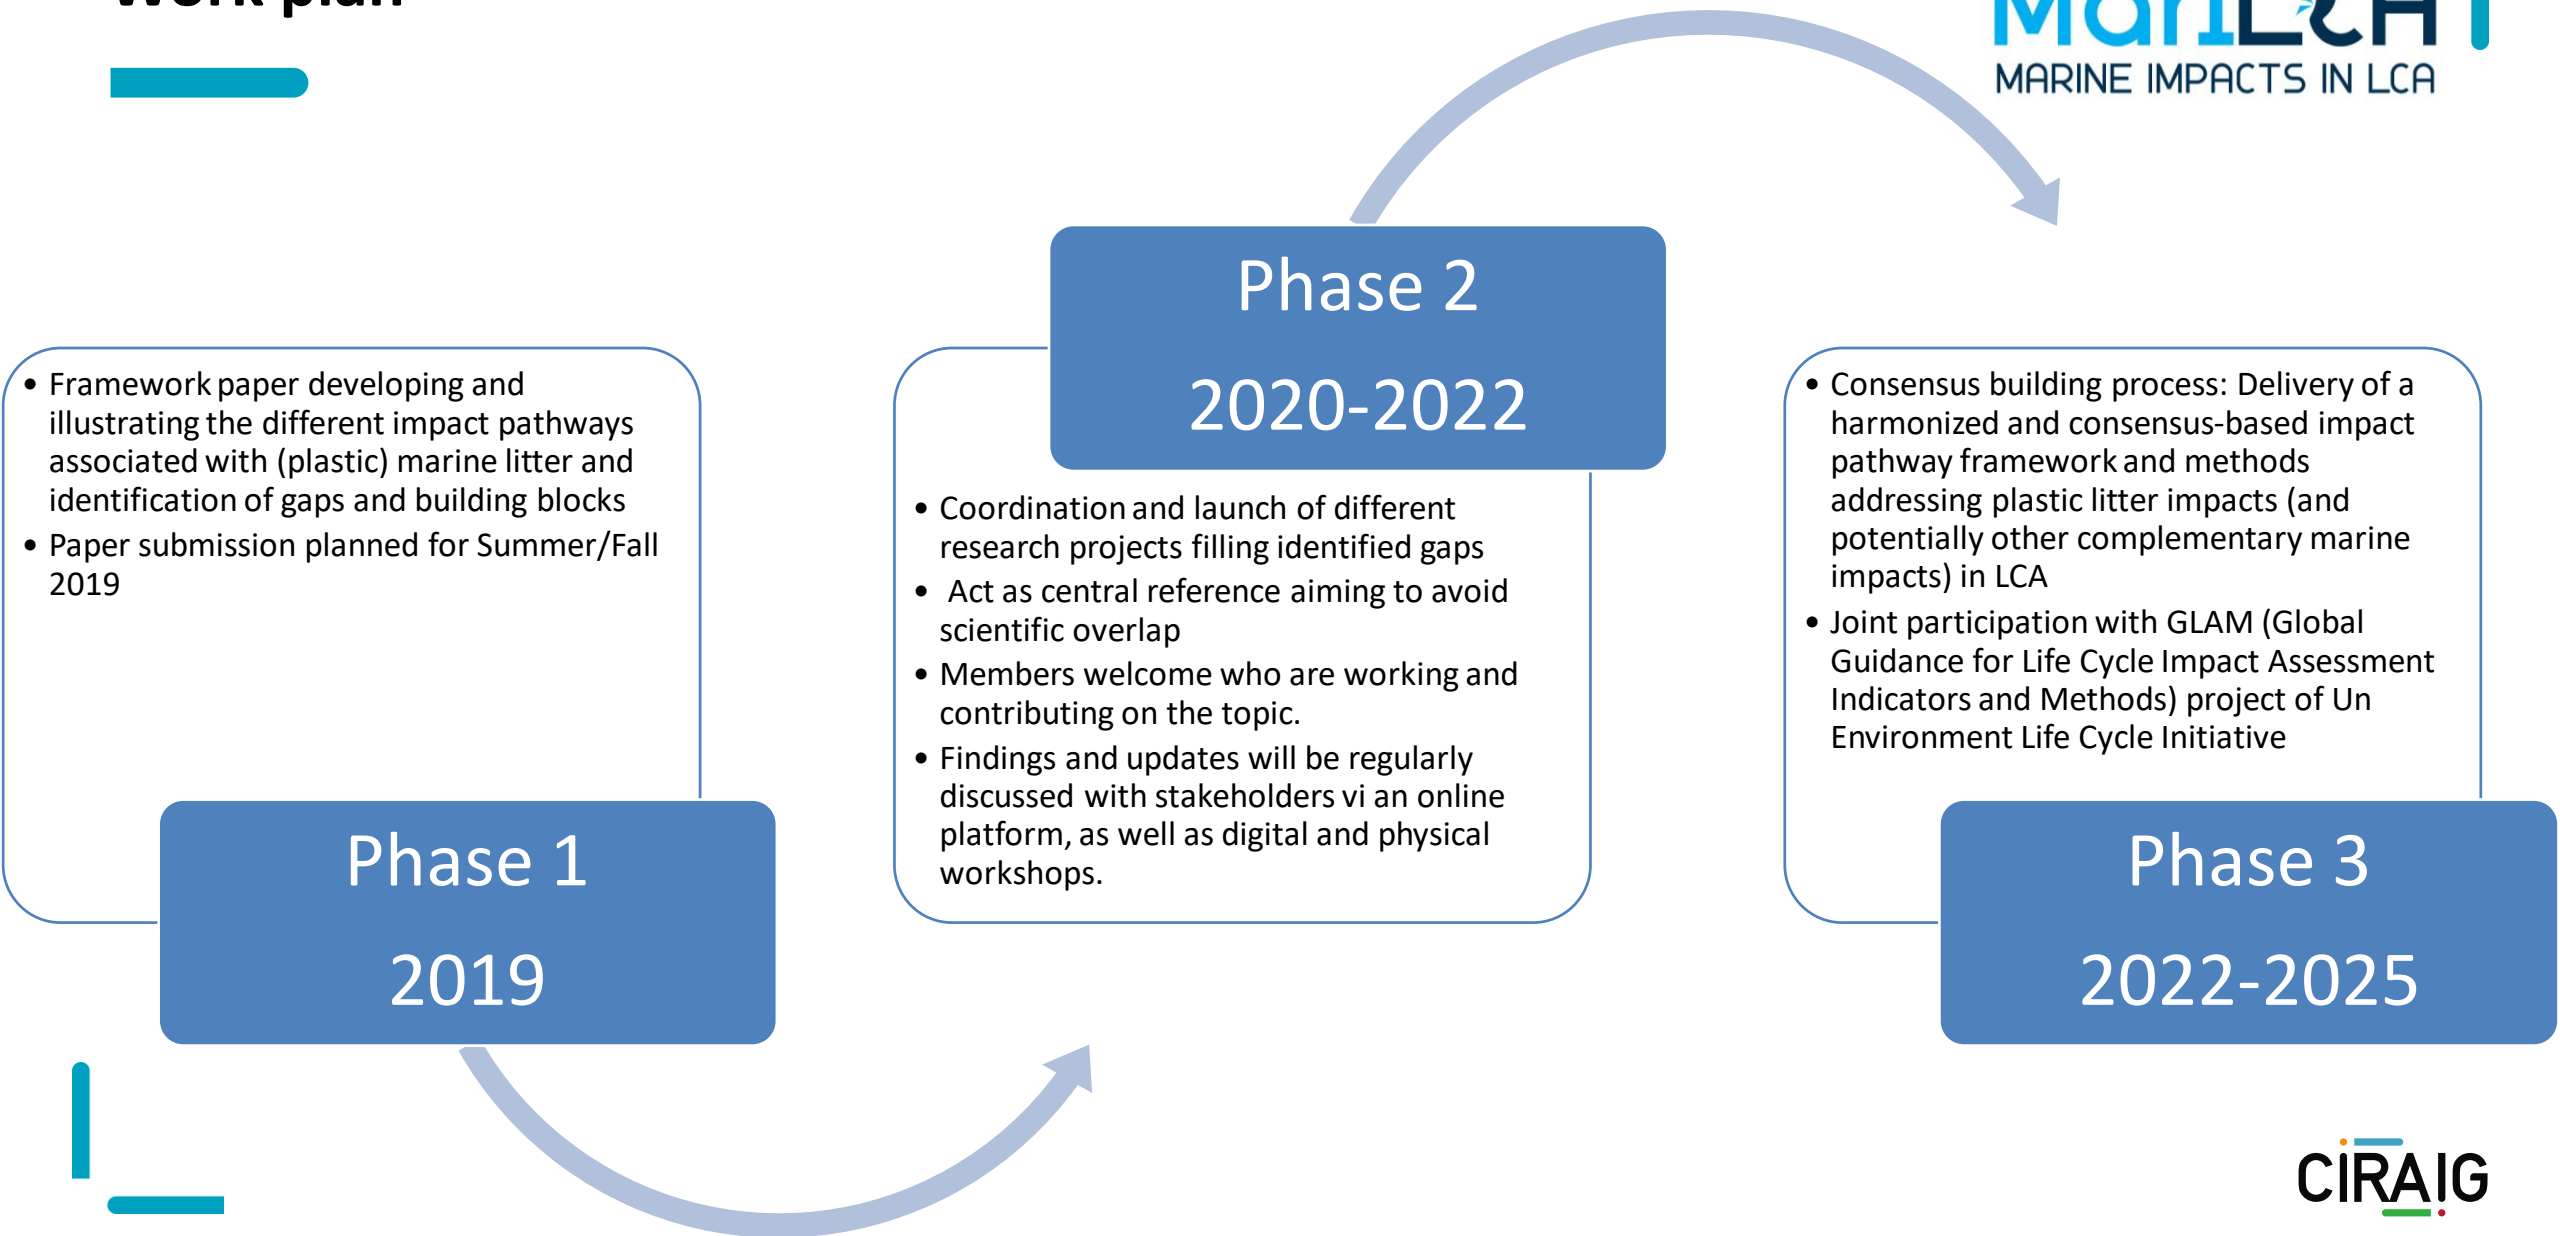 Work plan
MariLCA
MARINE IMPACTS IN LCA
• Framework paper developing and
illustrating the different impact pathways
associated with (plastic) marine litter and
identification of gaps and building blocks
• Paper submission planned for Summer/Fall
2019
Phase 1
2019
Phase 2
2020-2022
• Coordination and launch of different
research projects filling identified gaps
• Act as central reference aiming to avoid
scientific overlap
• Members welcome who are working and
contributing on the topic.
• Findings and updates will be regularly
discussed with stakeholders vi an online
platform, as well as digital and physical
workshops.
• Consensus building process: Delivery of a
harmonized and consensus-based impact
pathway framework and methods
addressing plastic litter impacts (and
potentially other complementary marine
impacts) in LCA
• Joint participation with GLAM (Global
Guidance for Life Cycle Impact Assessment
Indicators and Methods) project of Un
Environment Life Cycle Initiative
Phase 3
2022-2025
CIRAIG